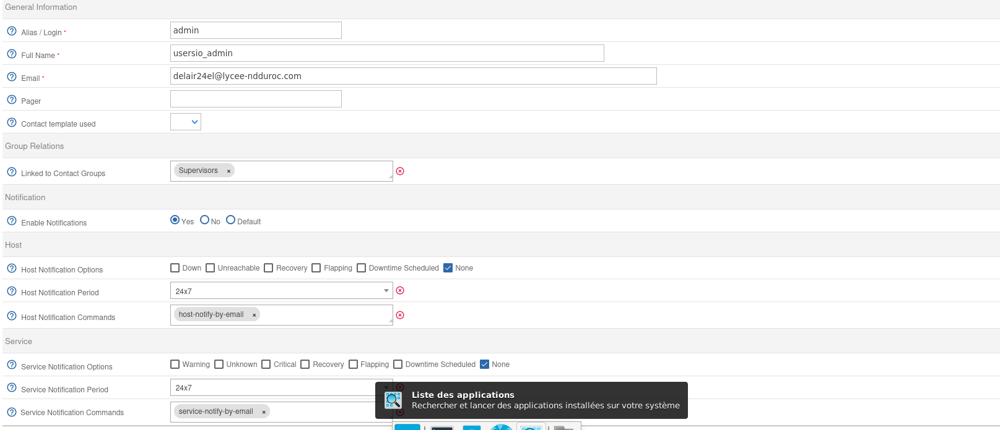 General Information
Alias / Login * admin
Full Name * usersio_admin
Email * delair24el@lycee-ndduroc.com
Pager
Contact template used
Group Relations
Linked to Contact Groups Supervisors ×
Notification
Enable Notifications Yes No Default
Host
Host Notification Options Down Unreachable Recovery Flapping Downtime Scheduled None
Host Notification Period 24x7
Host Notification Commands host-notify-by-email ×
Service
Service Notification Options Warning Unknown Critical Recovery Flapping Downtime Scheduled None
Service Notification Period 24x7
Service Notification Commands service-notify-by-email ×
Liste des applications
Rechercher et lancer des applications installées sur votre système